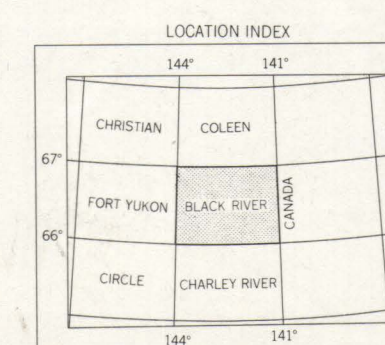 LOCATION INDEX
144° 141°
CHRISTIAN COLEEN
67°
FORT YUKON BLACK RIVER CANADA
66°
CIRCLE CHARLEY RIVER
144° 141°